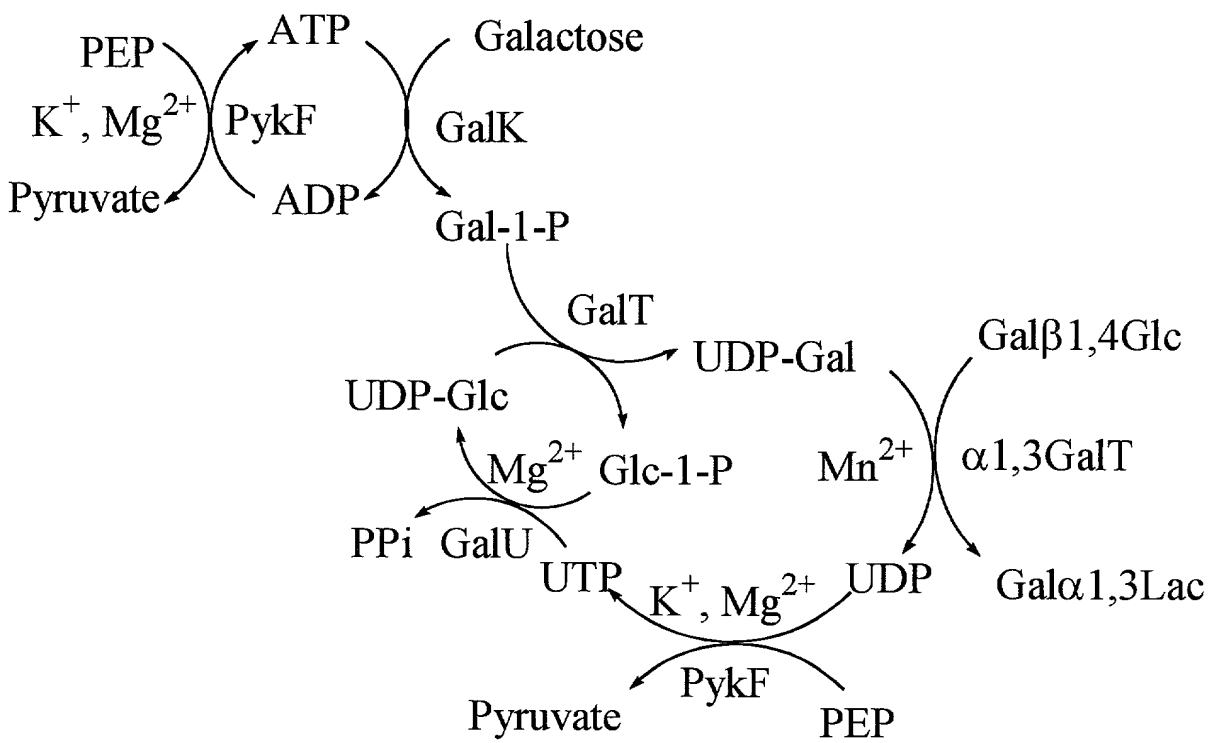 ATP
Galactose
PEP
K⁺, Mg²⁺
PykF
GalK
Pyruvate
ADP
Gal-1-P
GalT
UDP-Gal
Galβ1,4Glc
UDP-Glc
Mg²⁺
Glc-1-P
Mn²⁺
α1,3GalT
PPi
GalU
UTP
K⁺, Mg²⁺
UDP
Galα1,3Lac
PykF
Pyruvate
PEP